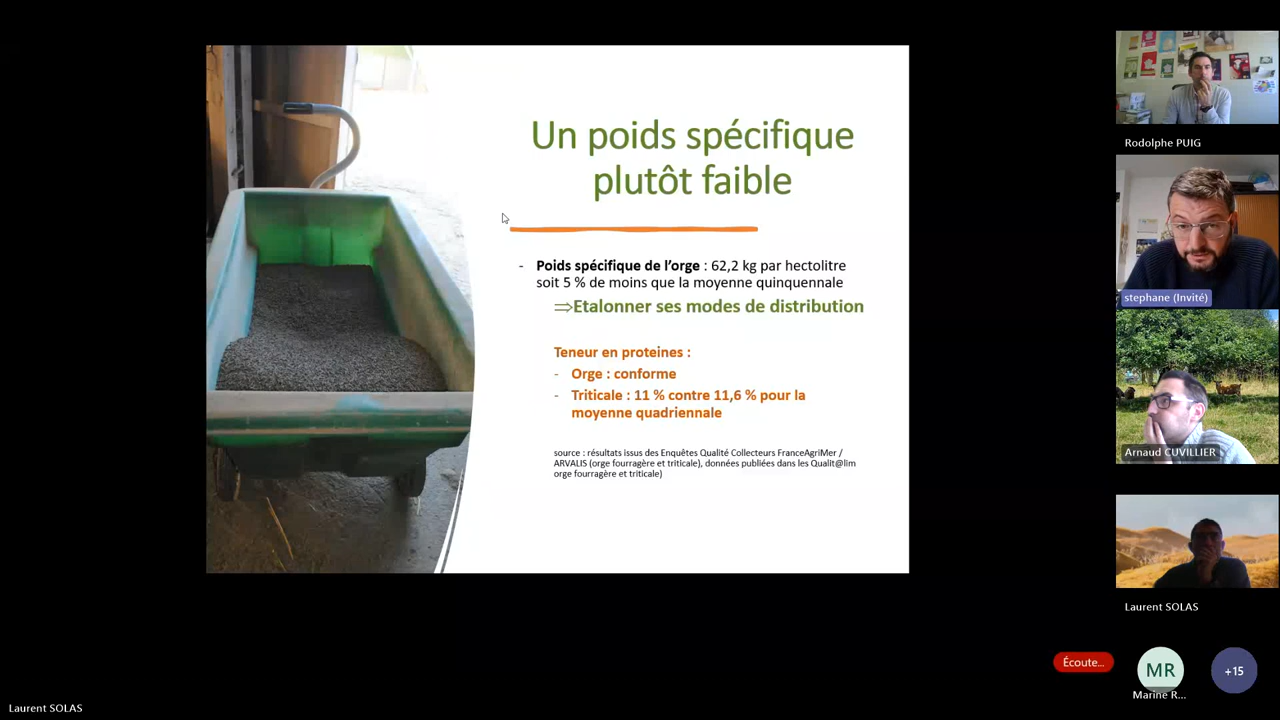 Un poids spécifique
plutôt faible
- Poids spécifique de l'orge : 62,2 kg par hectolitre
soit 5 % de moins que la moyenne quinquennale
⇒Etalonner ses modes de distribution
Teneur en proteines :
- Orge : conforme
- Triticale : 11 % contre 11,6 % pour la
moyenne quadriennale
source : résultats issus des Enquêtes Qualité Collecteurs FranceAgriMer /
ARVALIS (orge fourragère et triticale), données publiées dans les Qualit@lim
orge fourragère et triticale)
Rodolphe PUIG
stephane (Invité)
Arnaud CUVILLIER
Laurent SOLAS
Écoute...
MR
+15
Marine R...
Laurent SOLAS